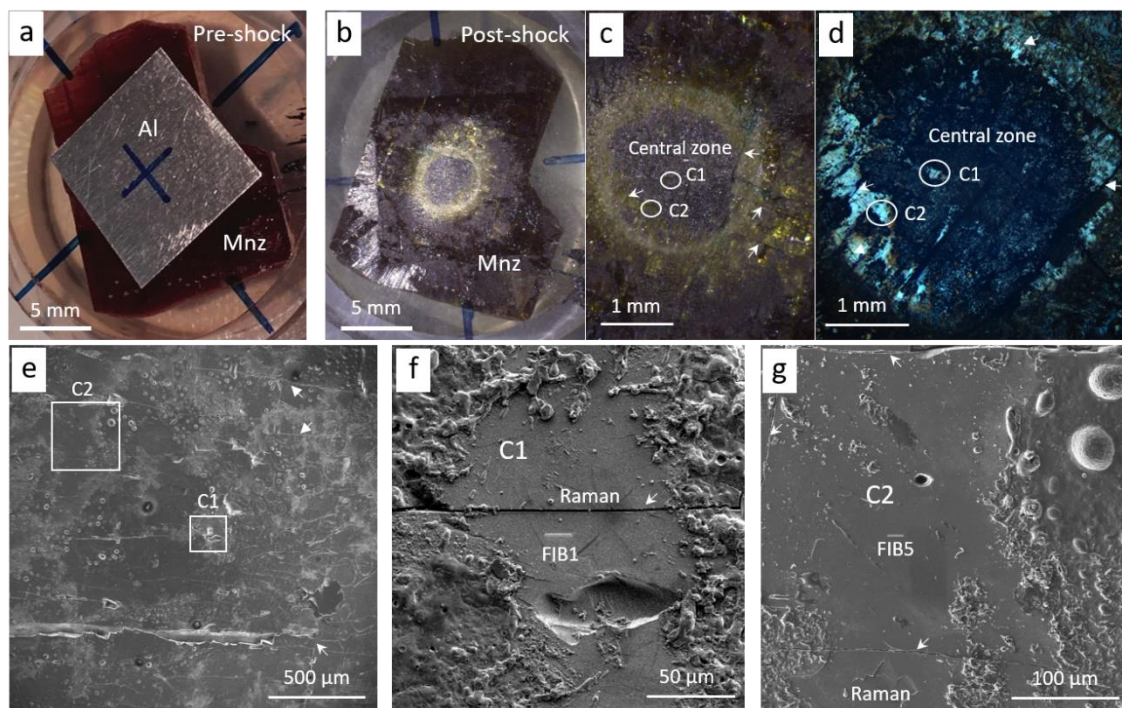 a
Pre-shock
Al
Mnz
5 mm
b
Post-shock
Mnz
5 mm
c
Central zone
C1
C2
1 mm
d
Central zone
C1
C2
1 mm
e
C2
C1
500 μm
f
C1
Raman
FIB1
50 μm
g
C2
FIB5
Raman
100 μm